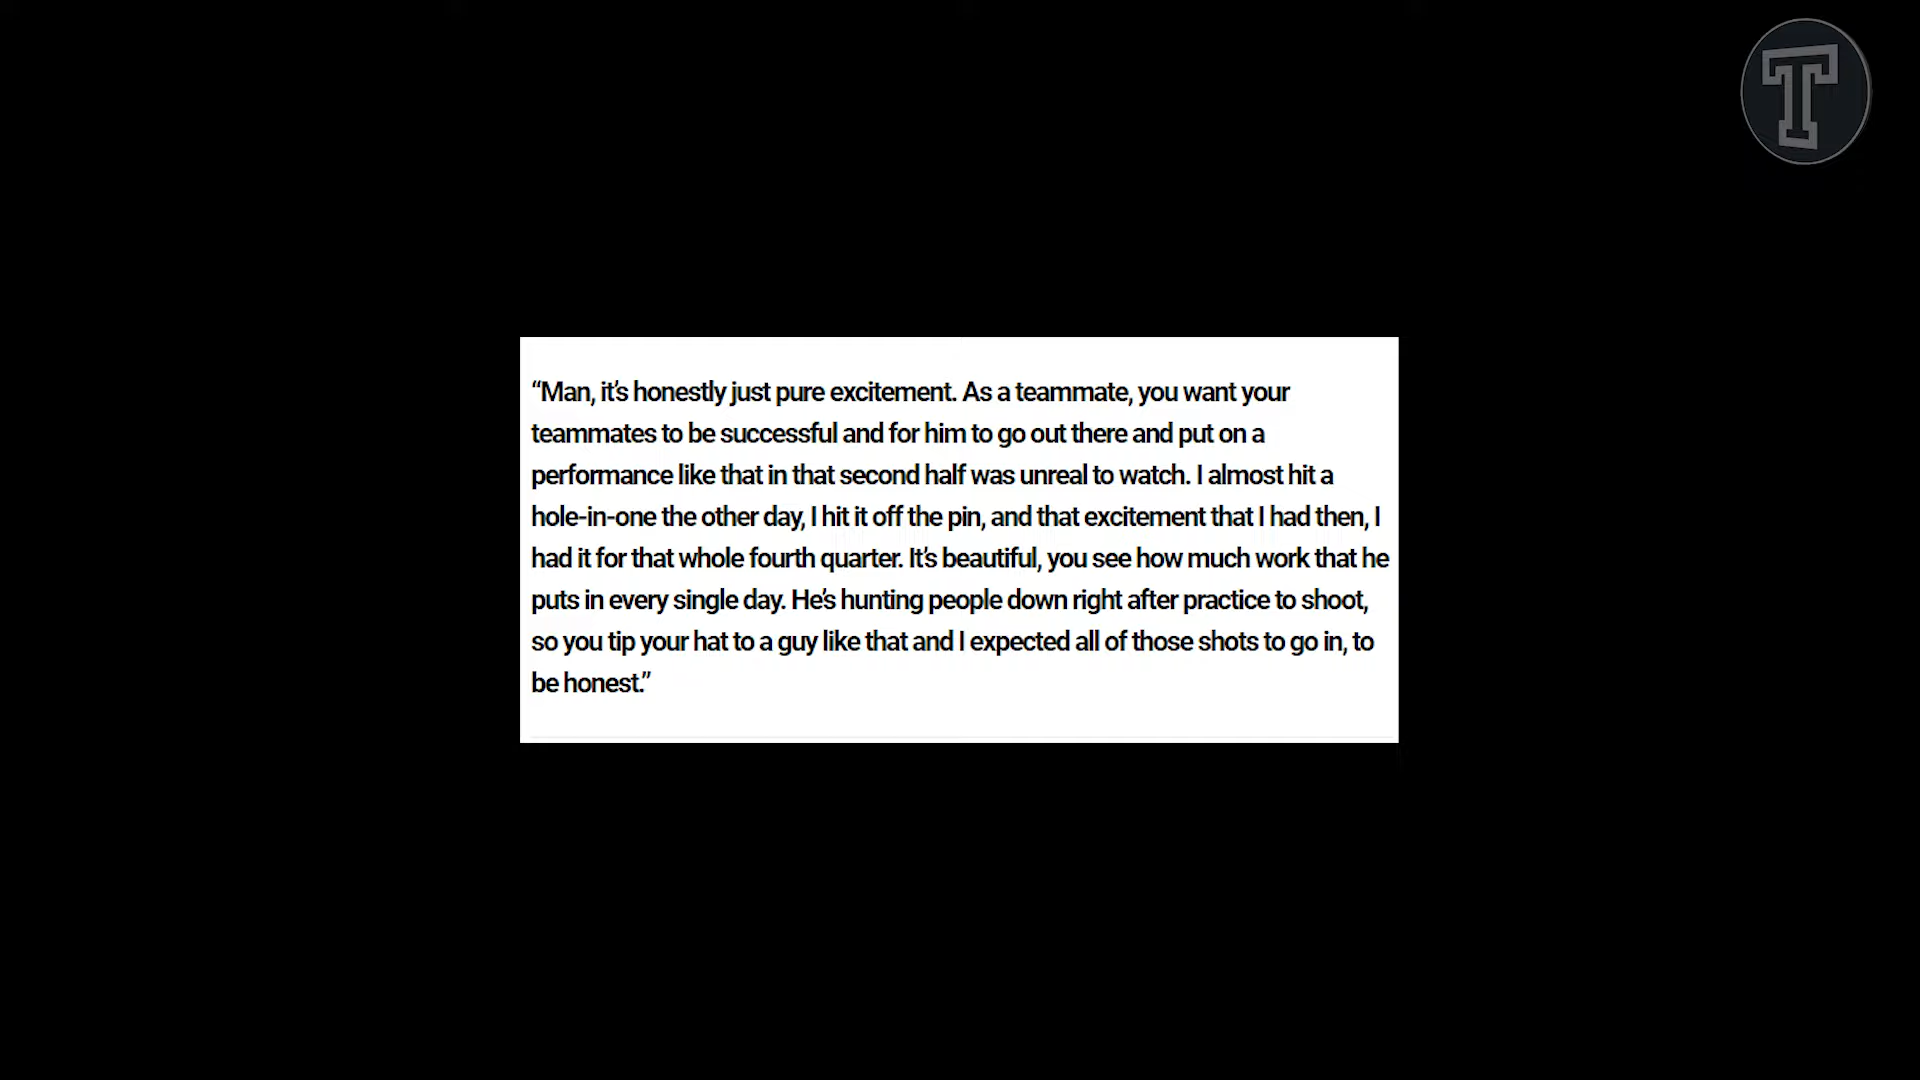 T
“Man, it’s honestly just pure excitement. As a teammate, you want your
teammates to be successful and for him to go out there and put on a
performance like that in that second half was unreal to watch. I almost hit a
hole-in-one the other day, I hit it off the pin, and that excitement that I had then, I
had it for that whole fourth quarter. It’s beautiful, you see how much work that he
puts in every single day. He’s hunting people down right after practice to shoot,
so you tip your hat to a guy like that and I expected all of those shots to go in, to
be honest.”